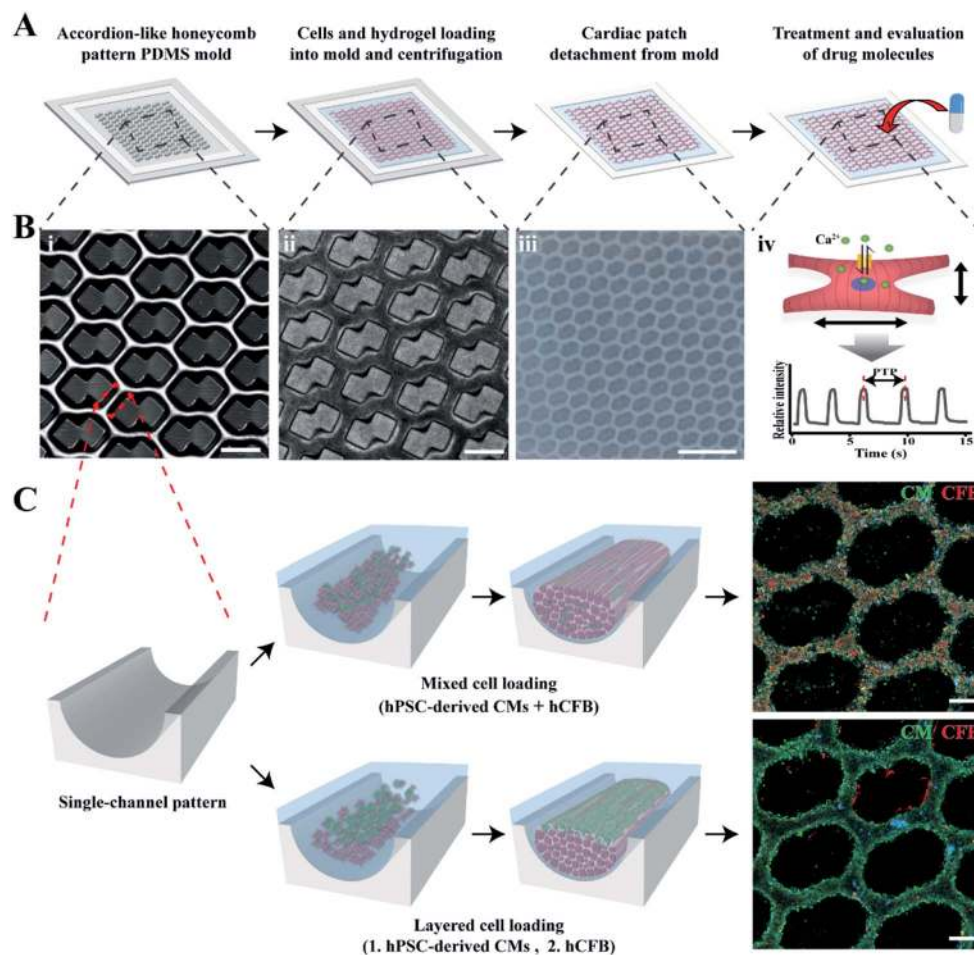 A
Accordion-like honeycomb
pattern PDMS mold
Cells and hydrogel loading
into mold and centrifugation
Cardiac patch
detachment from mold
Treatment and evaluation
of drug molecules
B
i
ii
iii
iv
Ca²⁺
PTP
Relative intensity
0
5
10
15
Time (s)
C
Single-channel pattern
Mixed cell loading
(hPSC-derived CMs + hCFB)
CM CFB
Layered cell loading
(1. hPSC-derived CMs , 2. hCFB)
CM CFB